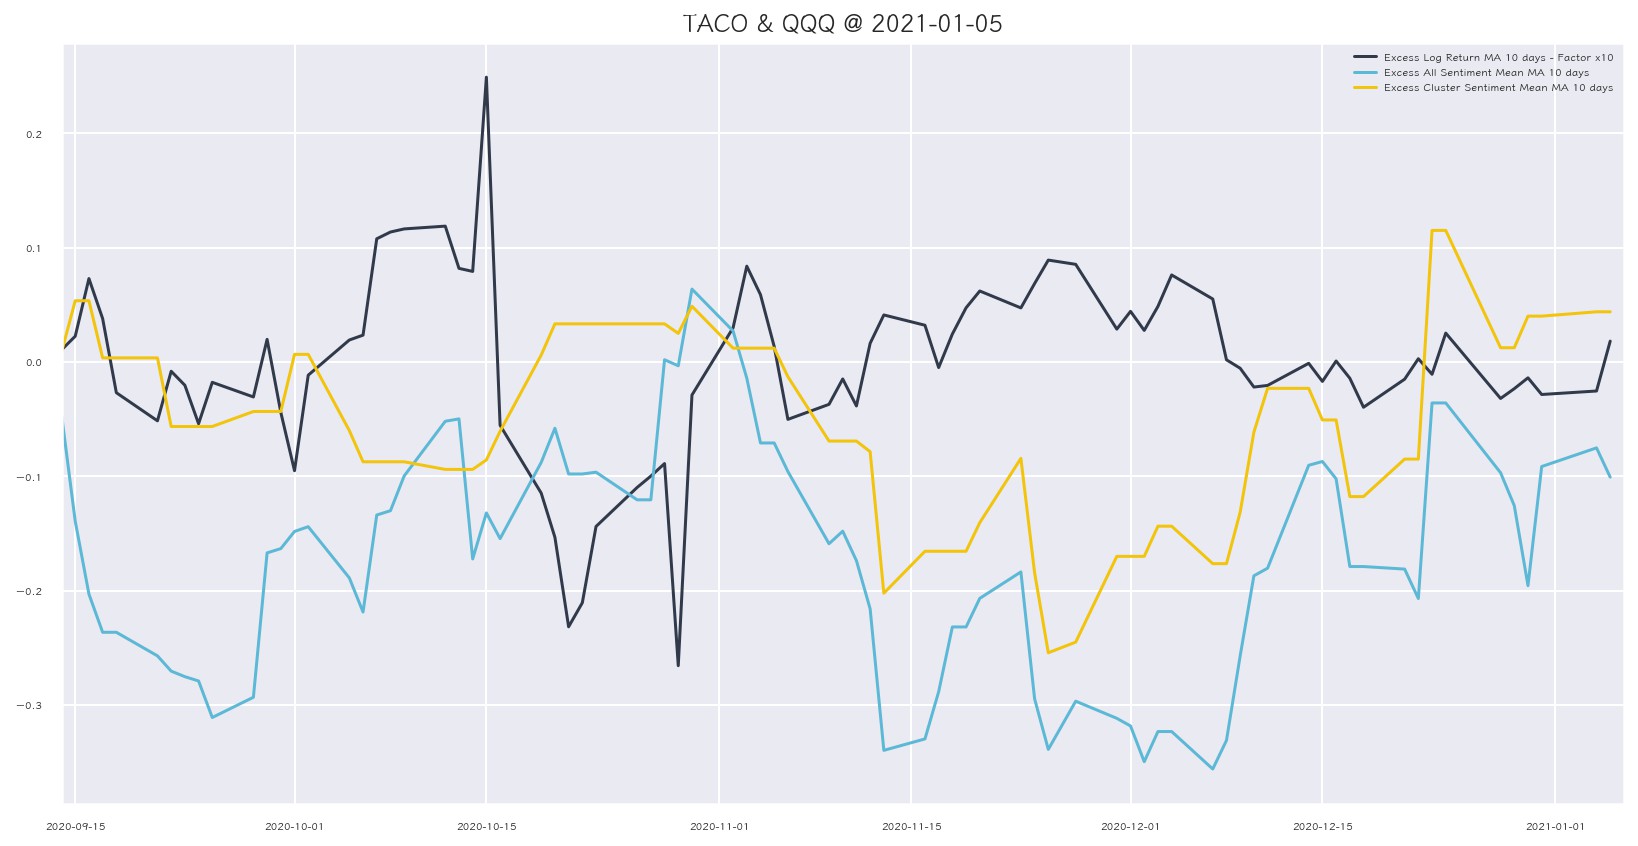 TACO & QQQ @ 2021-01-05
Excess Log Return MA 10 days - Factor x10
Excess All Sentiment Mean MA 10 days
Excess Cluster Sentiment Mean MA 10 days
0.2
0.1
0.0
−0.1
−0.2
−0.3
2020-09-15 2020-10-01 2020-10-15 2020-11-01 2020-11-15 2020-12-01 2020-12-15 2021-01-01